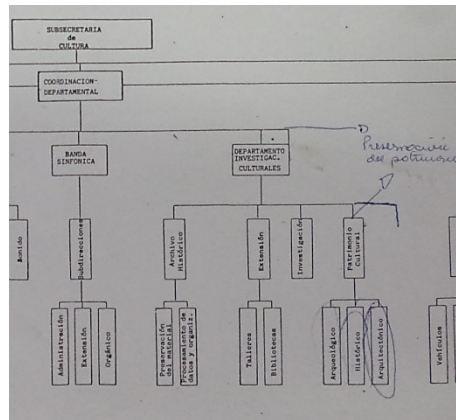 SUBSECRETARIA
de
CULTURA
COORDINACION-
DEPARTAMENTAL
BANDA
SINFONICA
DEPARTAMENTO
INVESTIGAC.
CULTURALES
Preservación
del patrimonio
Sonido
Subdirecciones
Archivo
Histórico
Extensión
Investigación
Patrimonio
Cultural
Administración
Extensión
Orgánico
Preservación
del material
Procesamiento de
datos y organiz.
Talleres
Bibliotecas
Arqueológico
Histórico
Arquitectónico
Vehículos